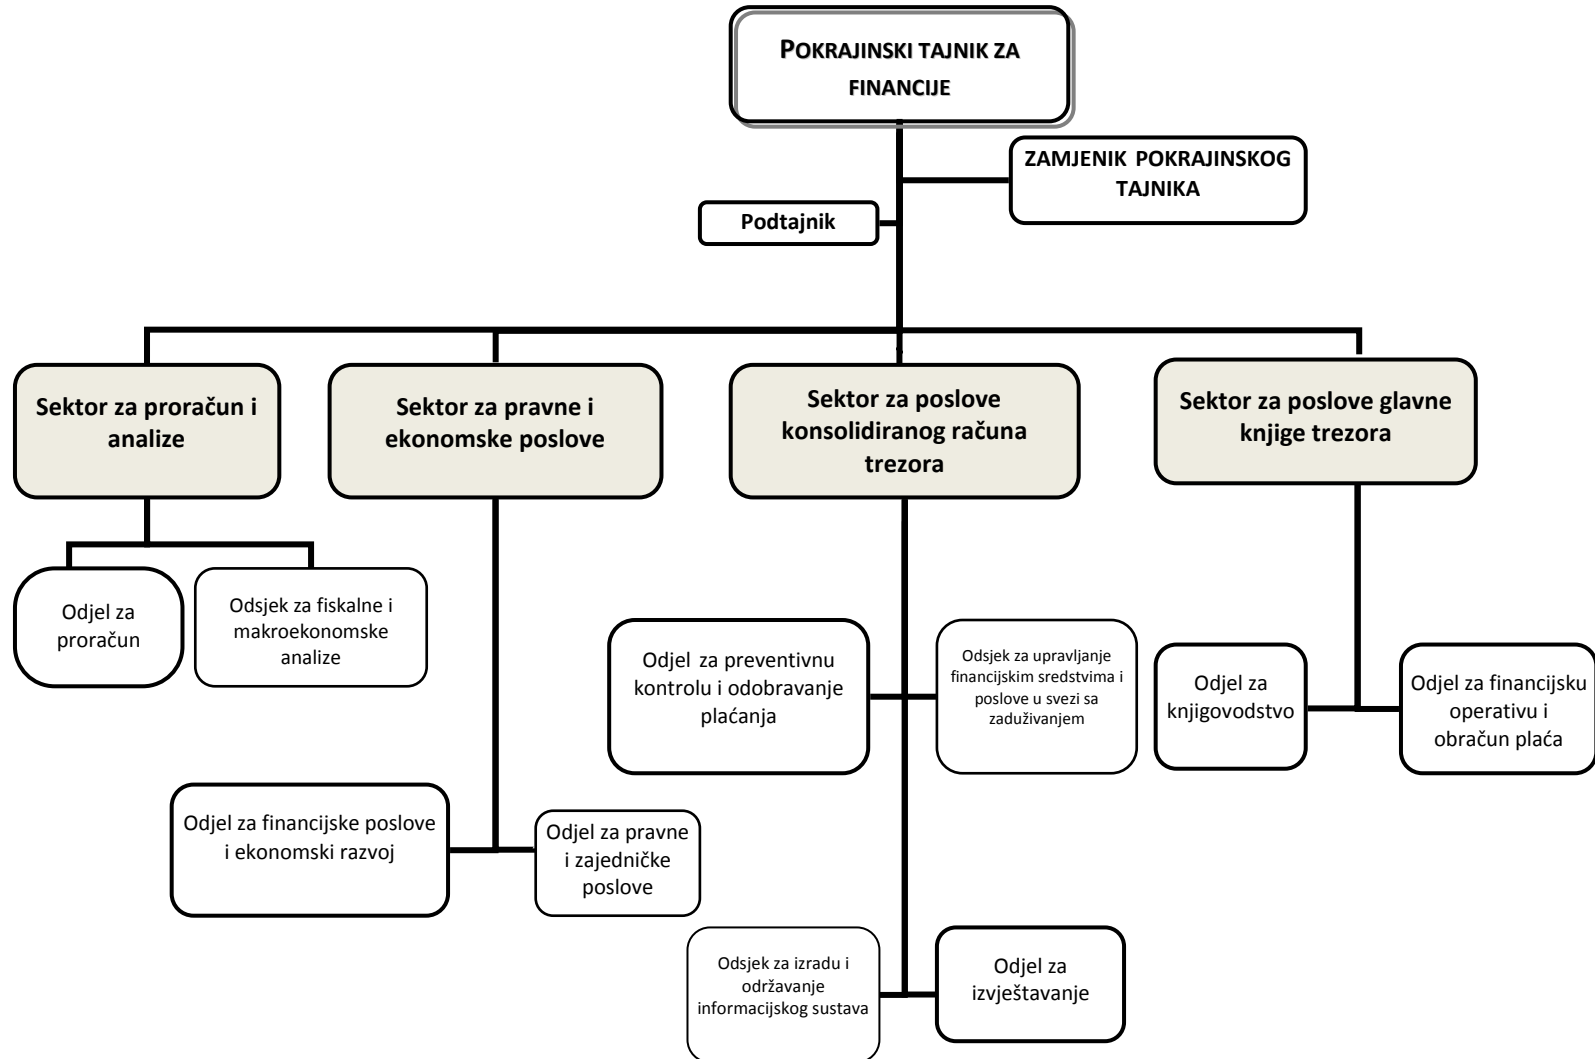 POKRAJINSKI TAJNIK ZA
FINANCIJE
ZAMJENIK POKRAJINSKOG
TAJNIKA
Podtajnik
Sektor za proračun i
analize
Sektor za pravne i
ekonomske poslove
Sektor za poslove
konsolidiranog računa
trezora
Sektor za poslove glavne
knjige trezora
Odjel za
proračun
Odsjek za fiskalne i
makroekonomske
analize
Odjel za preventivnu
kontrolu i odobravanje
plaćanja
Odsjek za upravljanje
financijskim sredstvima i
poslove u svezi sa
zaduživanjem
Odjel za
knjigovodstvo
Odjel za financijsku
operativu i
obračun plaća
Odjel za financijske poslove
i ekonomski razvoj
Odjel za pravne
i zajedničke
poslove
Odsjek za izradu i
održavanje
informacijskog sustava
Odjel za
izvještavanje